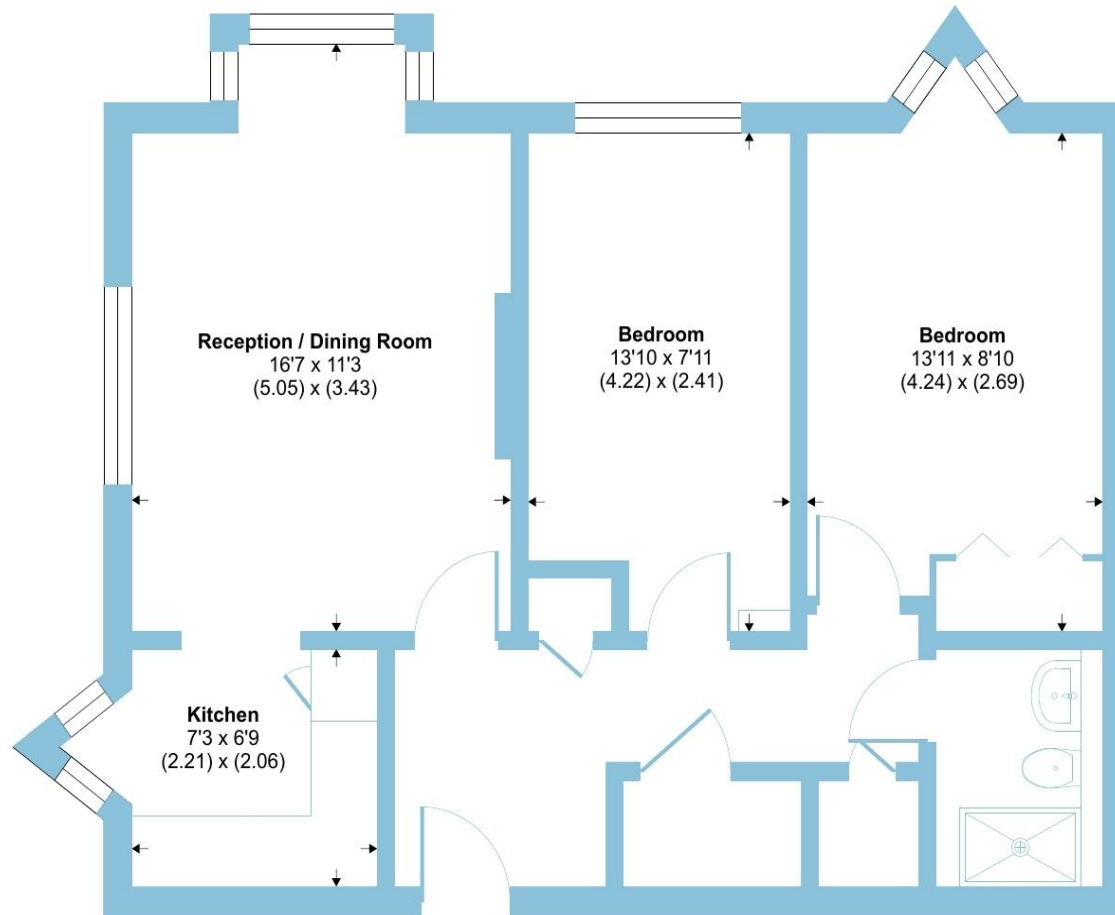 Reception / Dining Room
16'7 x 11'3
(5.05) x (3.43)
Bedroom
13'10 x 7'11
(4.22) x (2.41)
Bedroom
13'11 x 8'10
(4.24) x (2.69)
Kitchen
7'3 x 6'9
(2.21) x (2.06)